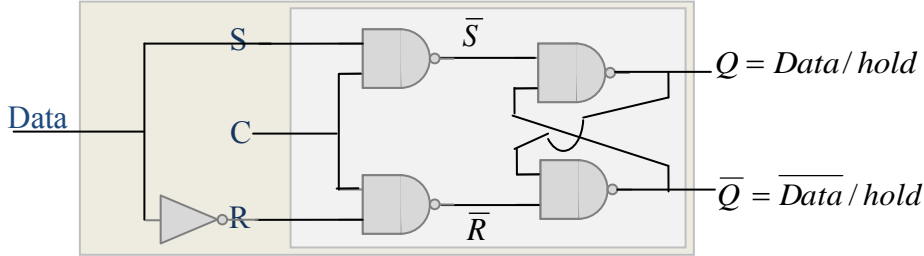 S
S̅
Q = Data / hold
Data
C
Q̅ = D̅a̅t̅a̅ / hold
R
R̅